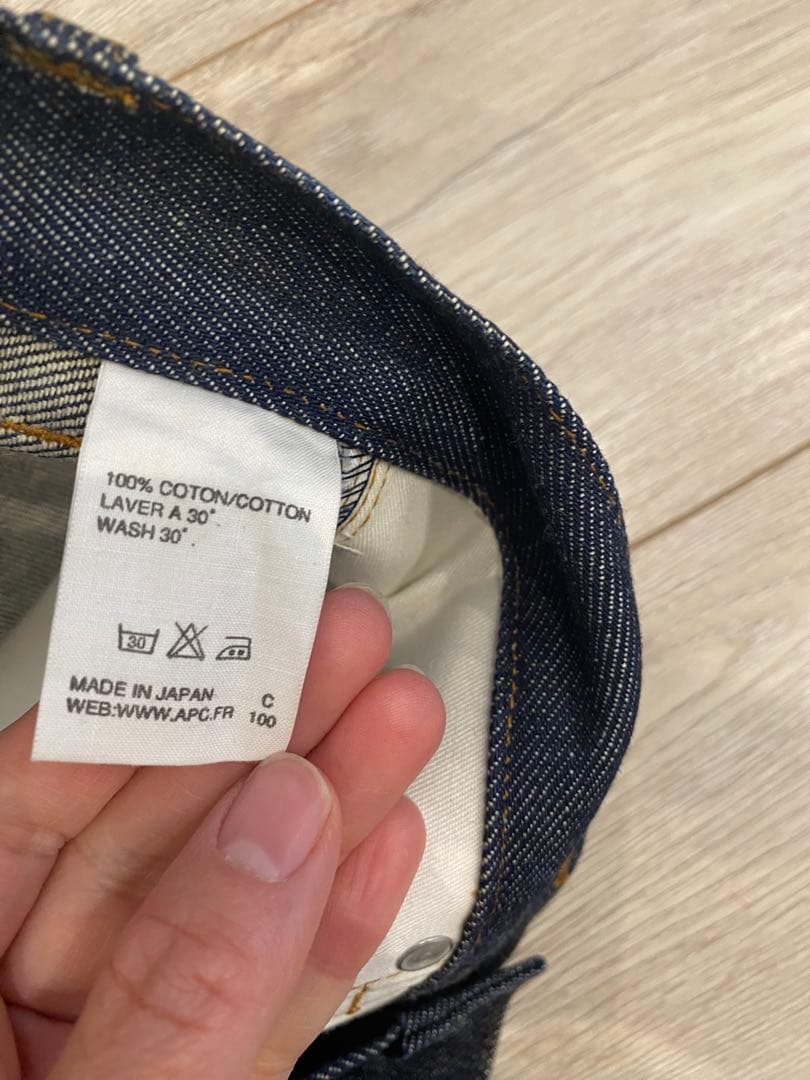 100% COTON/COTTON
LAVER A 30°.
WASH 30°.
30
MADE IN JAPAN
WEB:WWW.APC.FR
C
100